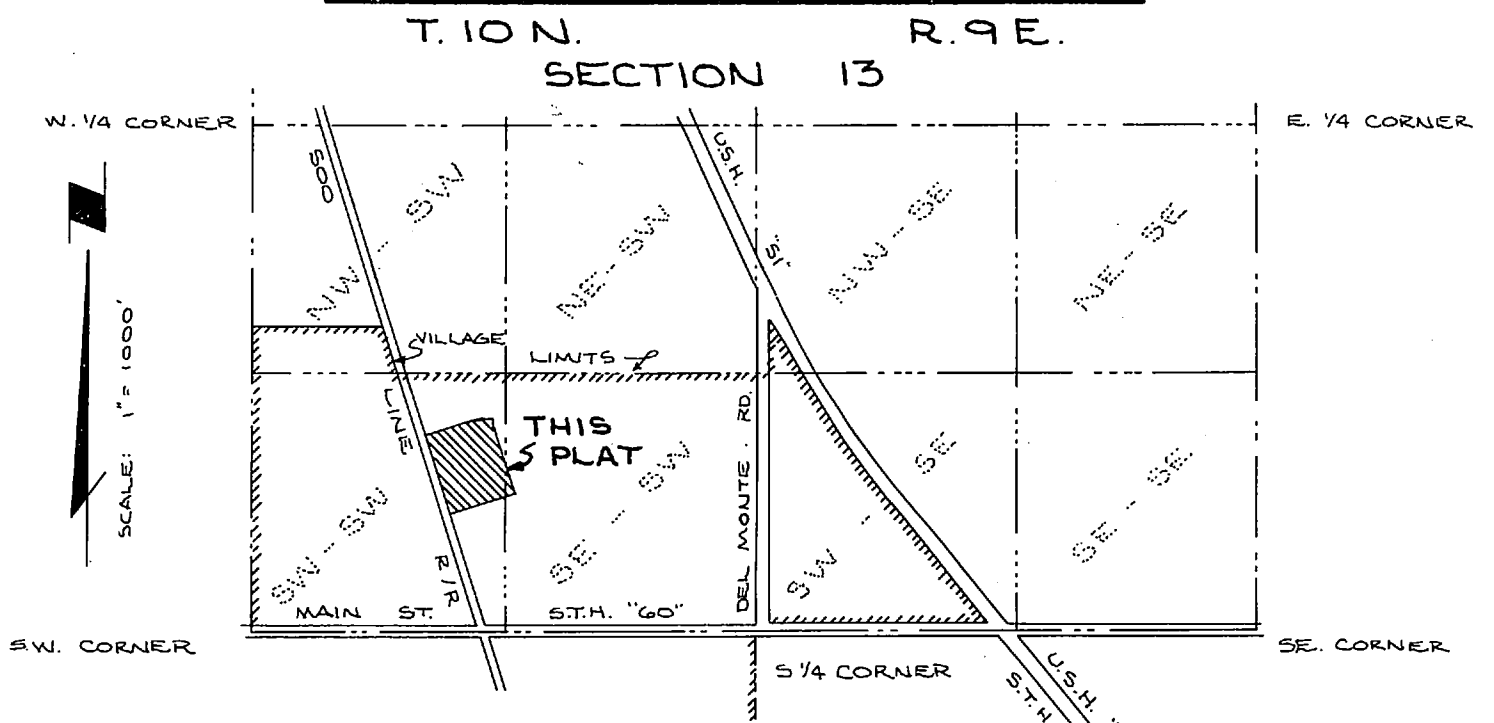 T. 10 N. R. 9 E.
SECTION 13
W. 1/4 CORNER
E. 1/4 CORNER
SCALE: 1" = 1000'
SOO
LINE
R/R
NW - SW
NE - SW
U.S.H.
"51"
NW - SE
NE - SE
VILLAGE
LIMITS
THIS
PLAT
SW - SW
SE - SW
DEL MONTE. RD.
SW - SE
SE - SE
MAIN ST.
S.T.H. "60"
S.W. CORNER
S 1/4 CORNER
SE. CORNER
U.S.H.
S.T.H